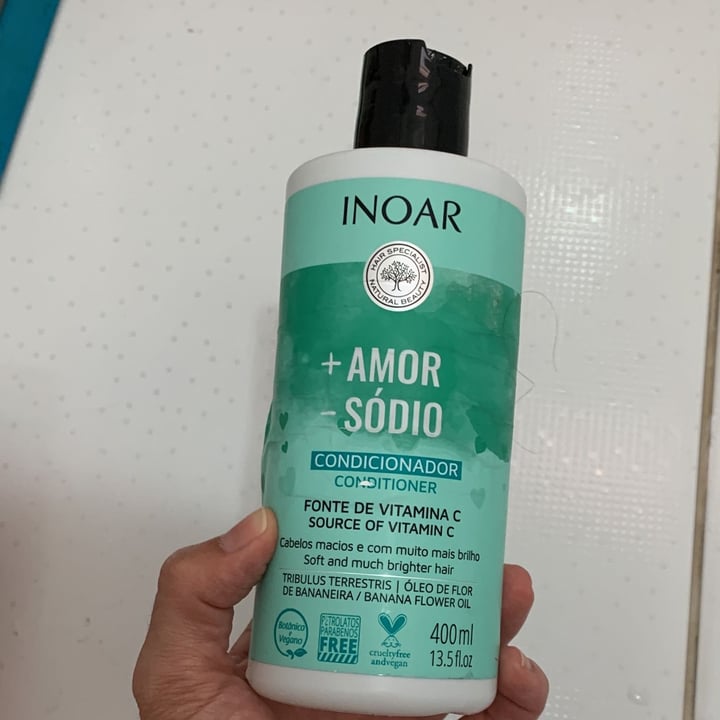 INOAR
HAIR SPECIALIST
NATURAL BEAUTY
+ AMOR
- SÓDIO
CONDICIONADOR
CONDITIONER
FONTE DE VITAMINA C
SOURCE OF VITAMIN C
Cabelos macios e com muito mais brilho
Soft and much brighter hair
TRIBULUS TERRESTRIS | ÓLEO DE FLOR
DE BANANEIRA / BANANA FLOWER OIL
Botânico
e
Vegano
PETROLATOS
PARABENOS
FREE
crueltyfree
andvegan
400ml
13.5fl.oz